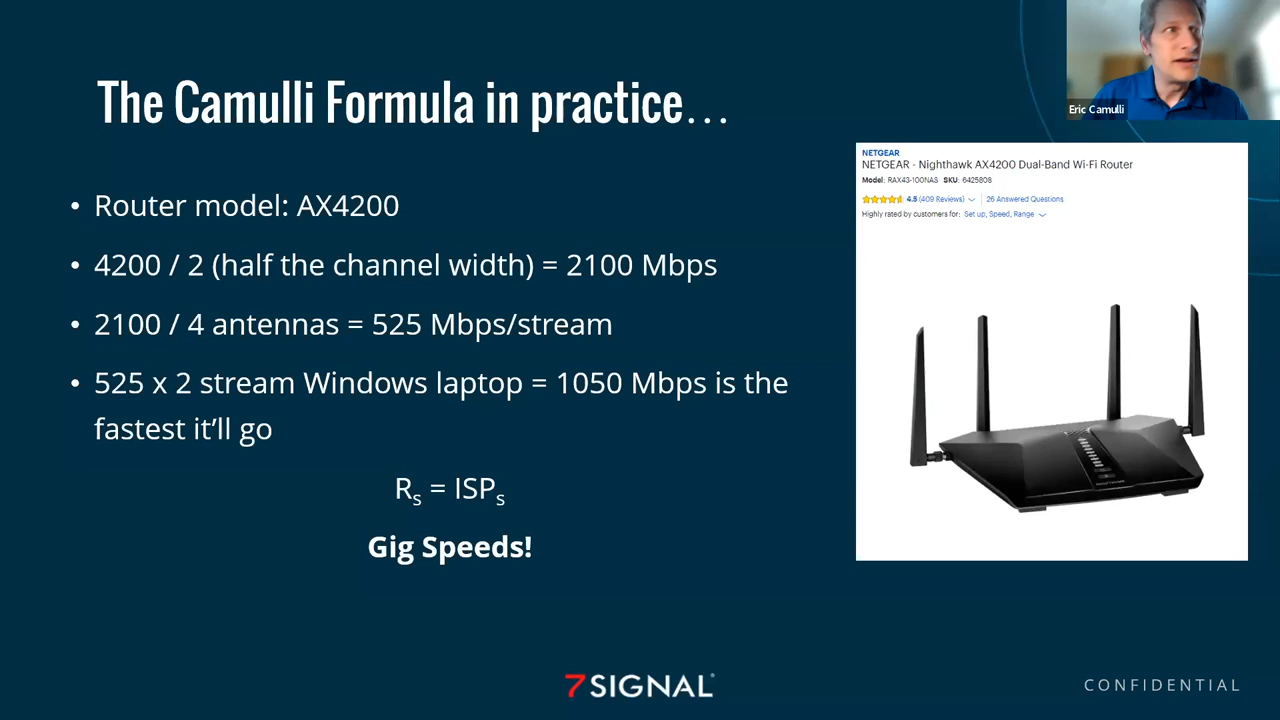 The Camulli Formula in practice…
Eric Camulli
• Router model: AX4200
• 4200 / 2 (half the channel width) = 2100 Mbps
• 2100 / 4 antennas = 525 Mbps/stream
• 525 x 2 stream Windows laptop = 1050 Mbps is the
fastest it’ll go
Rs = ISPs
Gig Speeds!
NETGEAR
NETGEAR - Nighthawk AX4200 Dual-Band Wi-Fi Router
Model: RAX43-100NAS SKU: 6425808
4.5 (409 Reviews) 26 Answered Questions
Highly rated by customers for: Set up, Speed, Range
7SIGNAL
CONFIDENTIAL